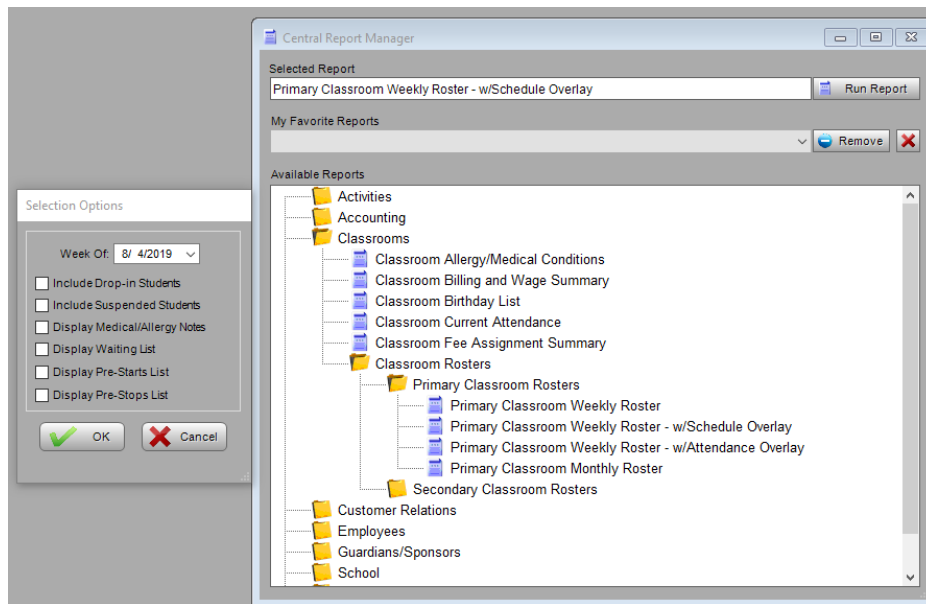 Central Report Manager
Selected Report
Primary Classroom Weekly Roster - w/Schedule Overlay
Run Report
My Favorite Reports
Remove
Available Reports
Activities
Accounting
Classrooms
Classroom Allergy/Medical Conditions
Classroom Billing and Wage Summary
Classroom Birthday List
Classroom Current Attendance
Classroom Fee Assignment Summary
Classroom Rosters
Primary Classroom Rosters
Primary Classroom Weekly Roster
Primary Classroom Weekly Roster - w/Schedule Overlay
Primary Classroom Weekly Roster - w/Attendance Overlay
Primary Classroom Monthly Roster
Secondary Classroom Rosters
Customer Relations
Employees
Guardians/Sponsors
School
Selection Options
Week Of: 8/ 4/2019
Include Drop-in Students
Include Suspended Students
Display Medical/Allergy Notes
Display Waiting List
Display Pre-Starts List
Display Pre-Stops List
OK
Cancel